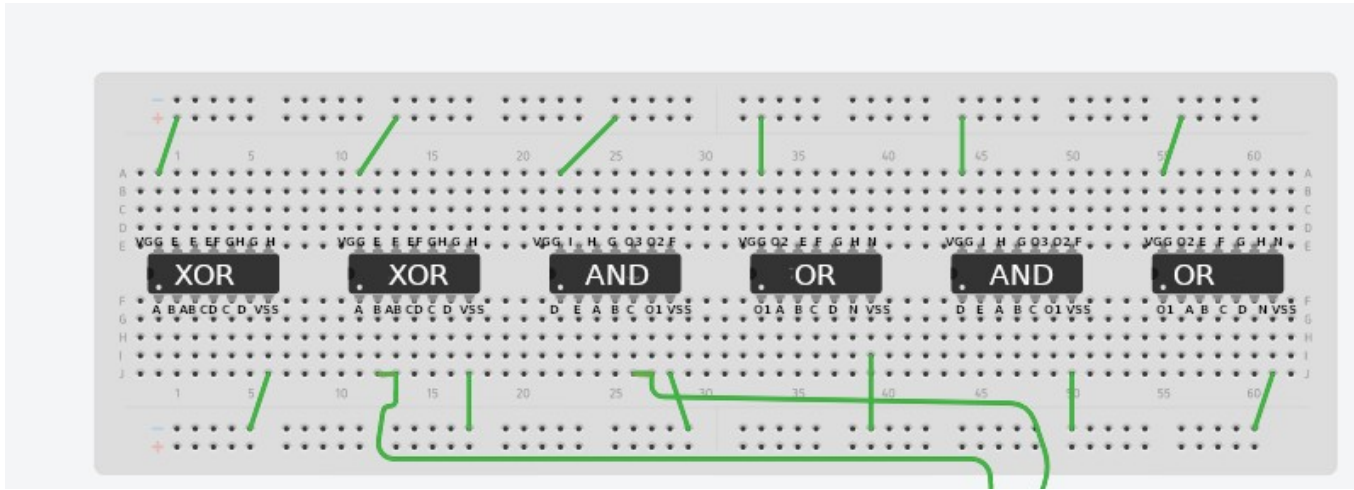 − −
+ +
1 5 10 15 20 25 30 35 40 45 50 55 60
A A
B B
C C
D D
VGG E F EF GH G H VGG E F EF GH G H VGG I H G O3 O2 F VGG O2 E F G H N VGG I H G O3 O2 F VGG O2 E F G H N
E E
XOR XOR AND OR AND OR
F F
A B AB CD C D VSS A B AB CD C D VSS D E A B C O1 VSS O1 A B C D N VSS D E A B C O1 VSS O1 A B C D N VSS
G G
H H
I I
J J
1 5 10 15 20 25 30 35 40 45 50 55 60
−
+